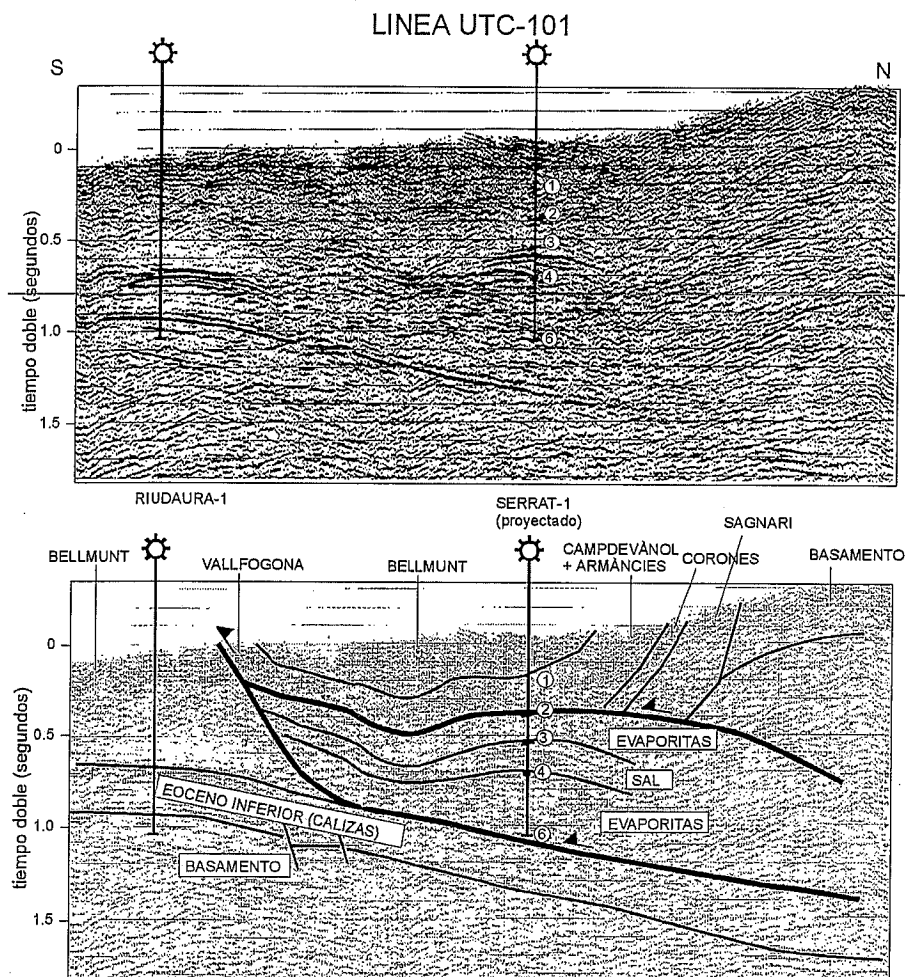 LINEA UTC-101
S
N
0
0.5
1.0
1.5
tiempo doble (segundos)
1
2
3
4
6
RIUDAURA-1
SERRAT-1
(proyectado)
BELLMUNT
VALLFOGONA
BELLMUNT
CAMPDEVÀNOL
+ ARMÀNCIES
CORONES
SAGNARI
BASAMENTO
0
0.5
1.0
1.5
tiempo doble (segundos)
1
2
EVAPORITAS
3
4
SAL
EOCENO INFERIOR (CALIZAS)
6
EVAPORITAS
BASAMENTO